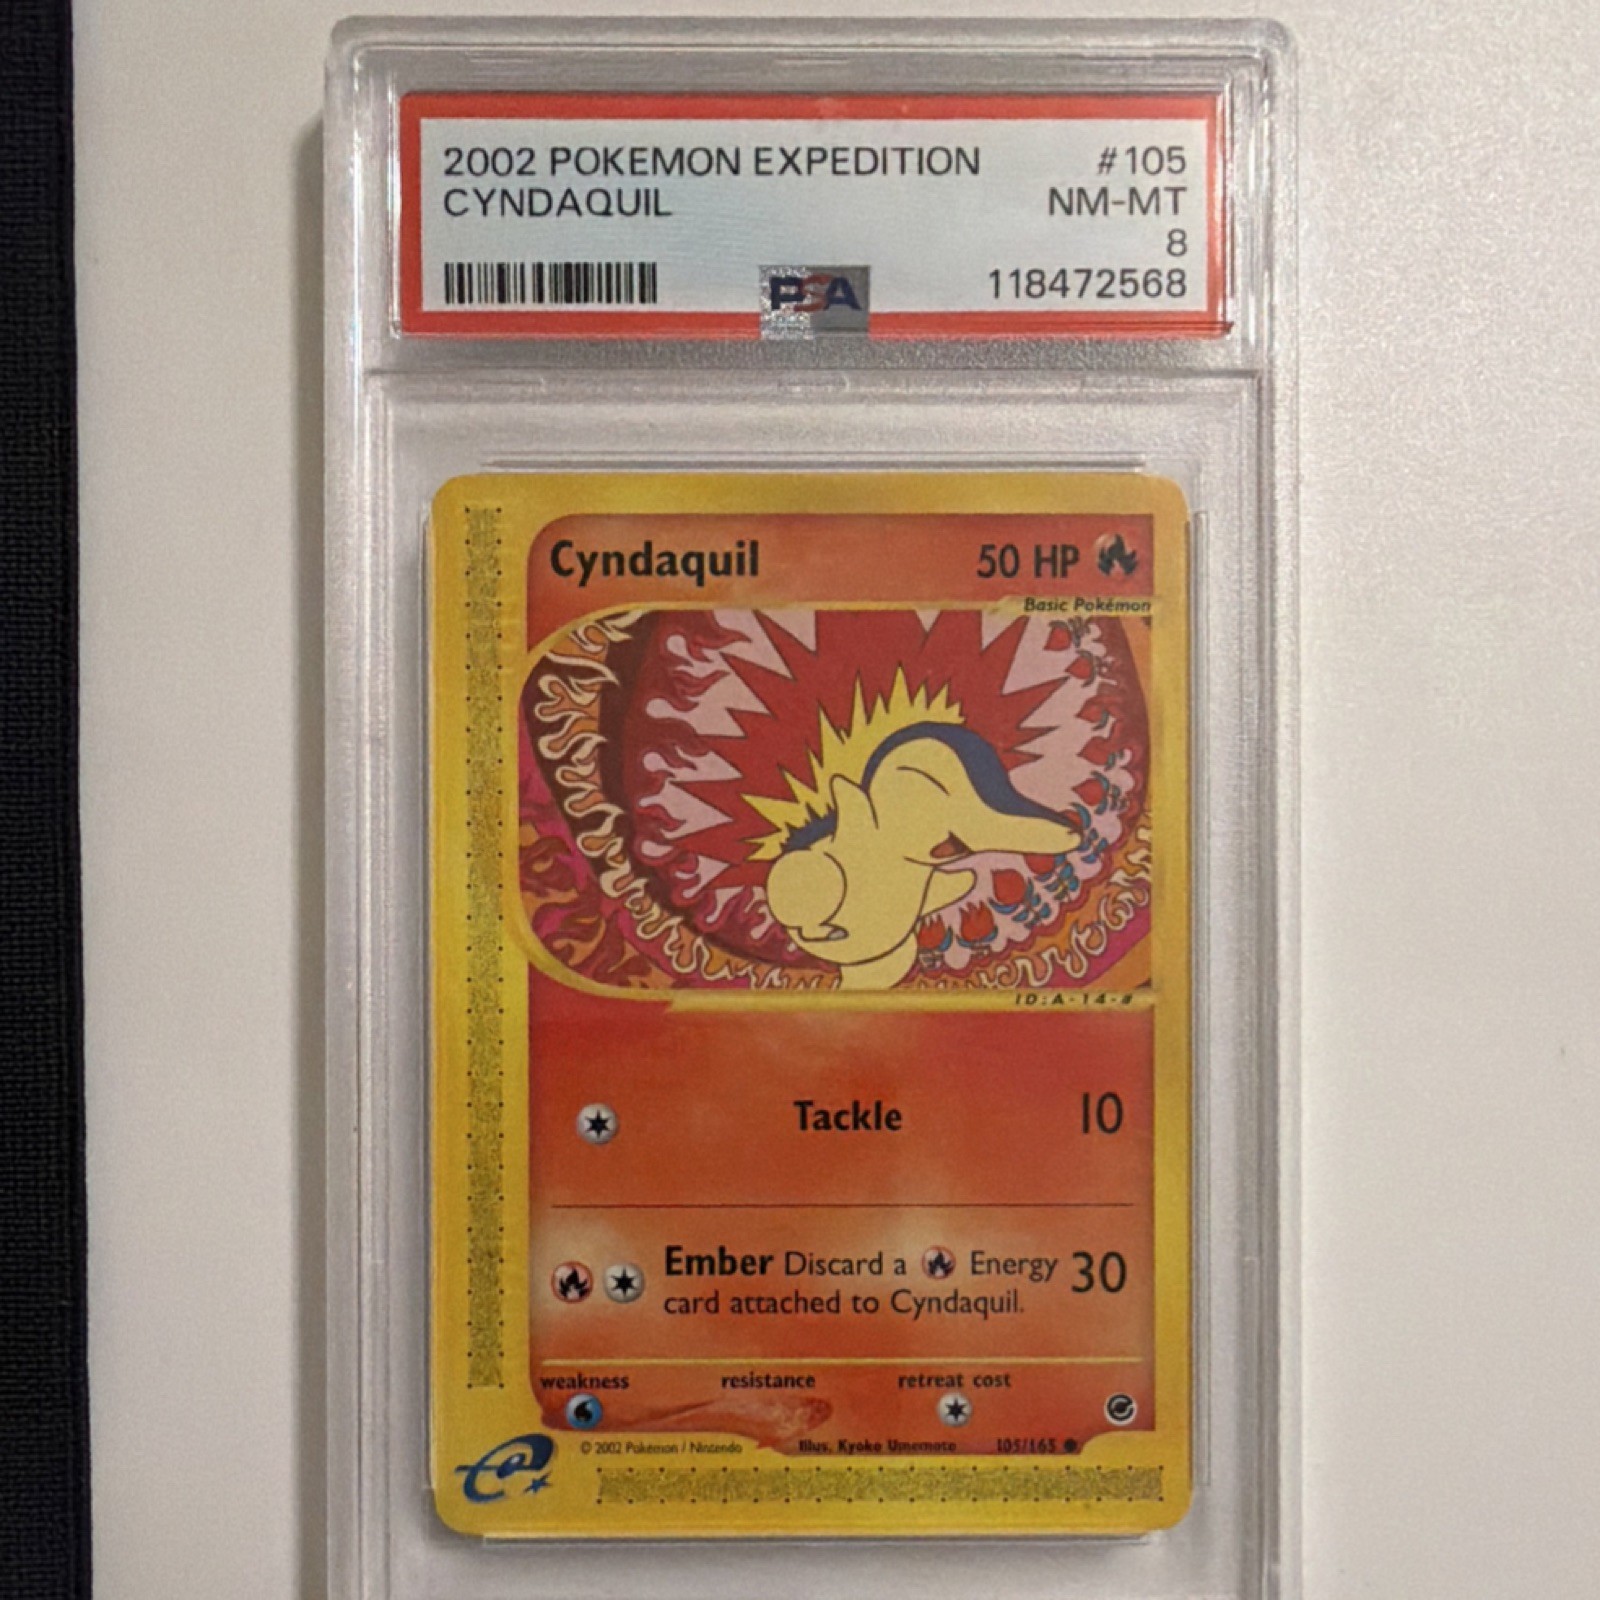 2002 POKEMON EXPEDITION #105
CYNDAQUIL NM-MT
8
PSA 118472568
Cyndaquil 50 HP
Basic Pokémon
ID:A-14-#
Tackle 10
Ember Discard a Energy 30
card attached to Cyndaquil.
weakness resistance retreat cost
© 2002 Pokémon / Nintendo Illus. Kyoko Umemoto 105/165
e